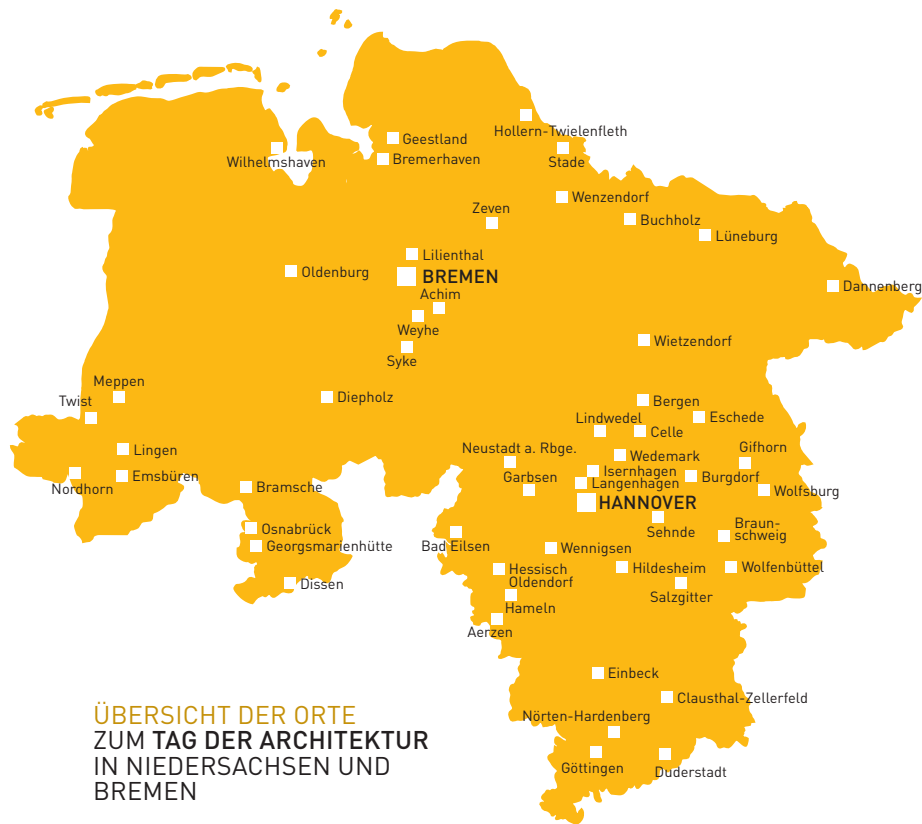 Hollern-Twielenfleth
Geestland
Wilhelmshaven
Bremerhaven
Stade
Wenzendorf
Zeven
Buchholz
Lüneburg
Lilienthal
Oldenburg
BREMEN
Dannenberg
Achim
Weyhe
Wietzendorf
Syke
Meppen
Twist
Diepholz
Bergen
Lindwedel
Eschede
Celle
Lingen
Neustadt a. Rbge.
Wedemark
Gifhorn
Isernhagen
Nordhorn
Emsbüren
Bramsche
Garbsen
Langenhagen
Burgdorf
Wolfsburg
HANNOVER
Osnabrück
Georgsmarienhütte
Bad Eilsen
Sehnde
Braun-
schweig
Wennigsen
Dissen
Hessisch
Oldendorf
Hildesheim
Wolfenbüttel
Salzgitter
Hameln
Aerzen
Einbeck
Clausthal-Zellerfeld
Nörten-Hardenberg
Göttingen
Duderstadt
ÜBERSICHT DER ORTE
ZUM TAG DER ARCHITEKTUR
IN NIEDERSACHSEN UND
BREMEN